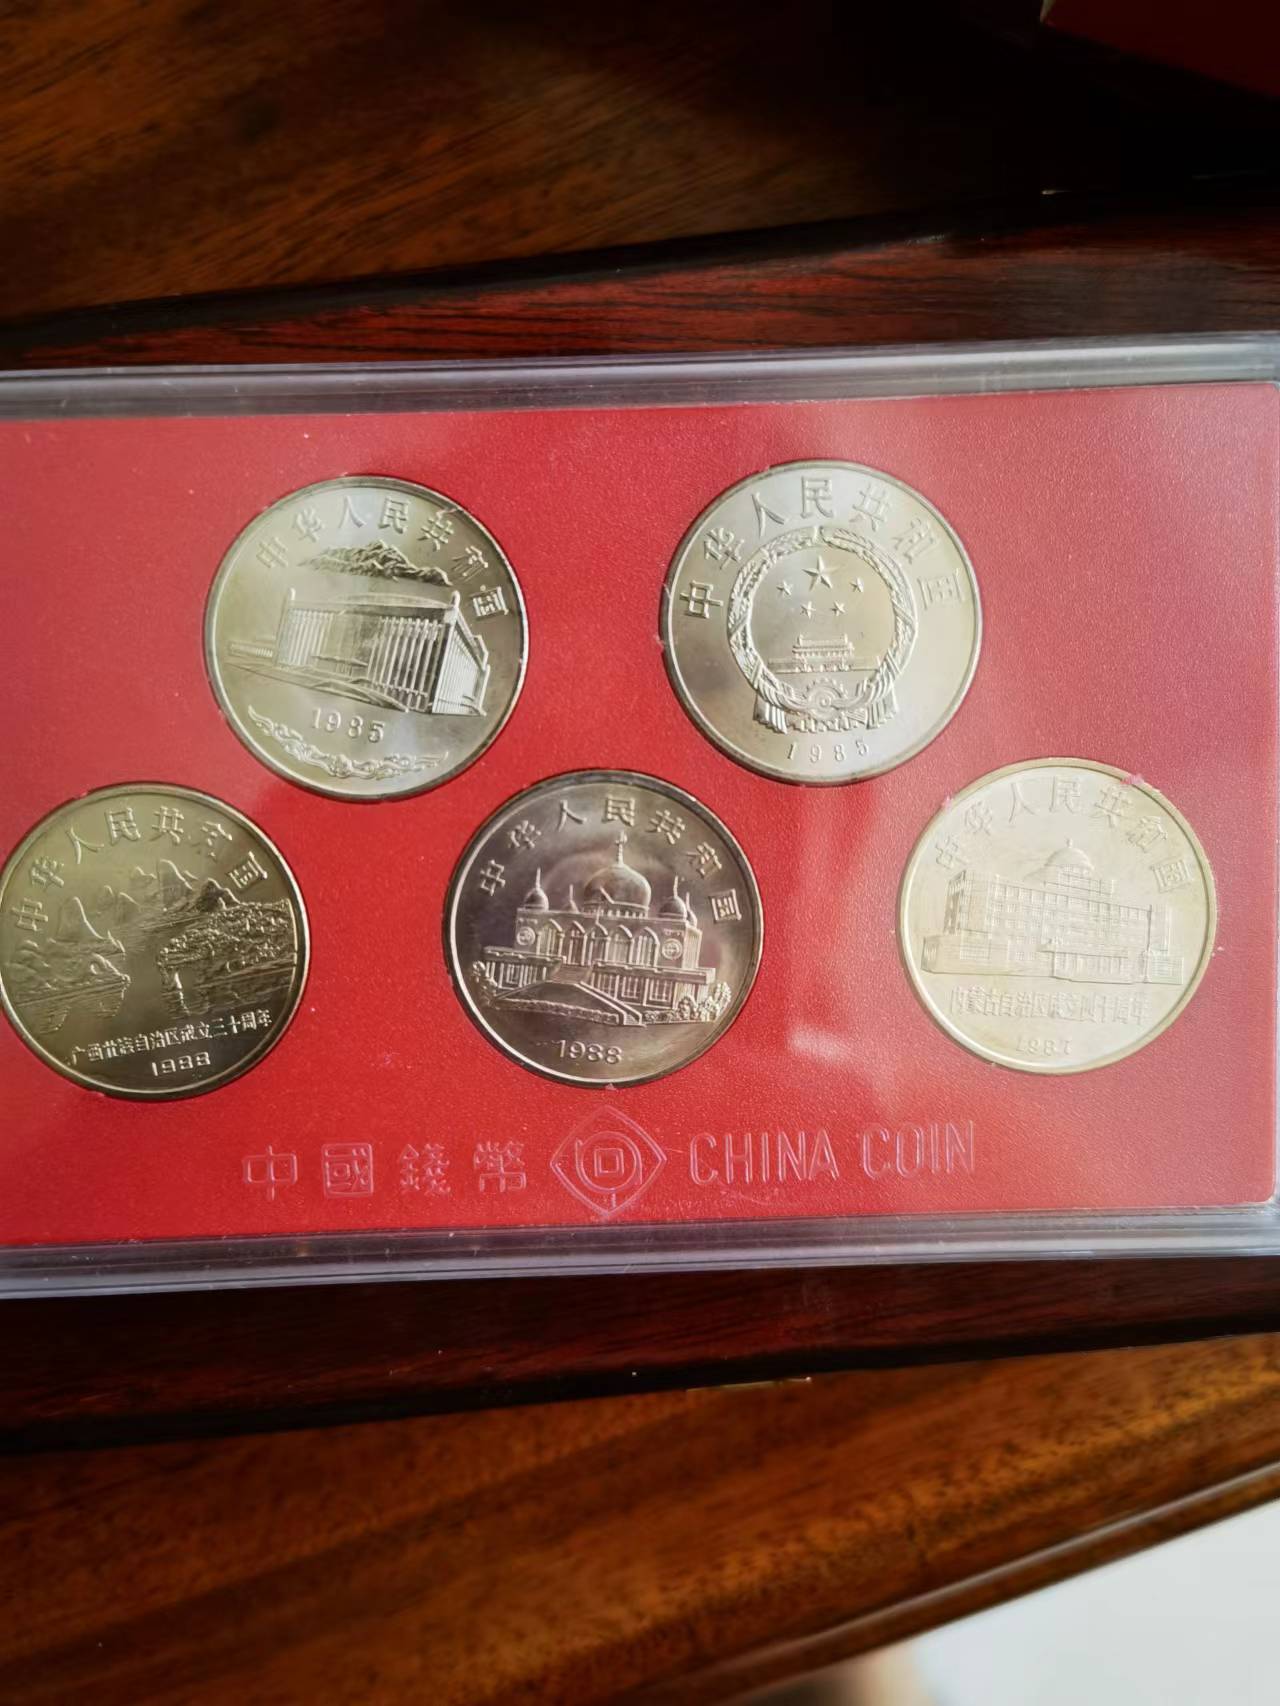 中华人民共和国
1985
中华人民共和国
1985
中华人民共和国
广西壮族自治区成立三十周年
1988
中华人民共和国
1988
中华人民共和国
内蒙古自治区成立四十周年
1987
中國錢幣 CHINA COIN